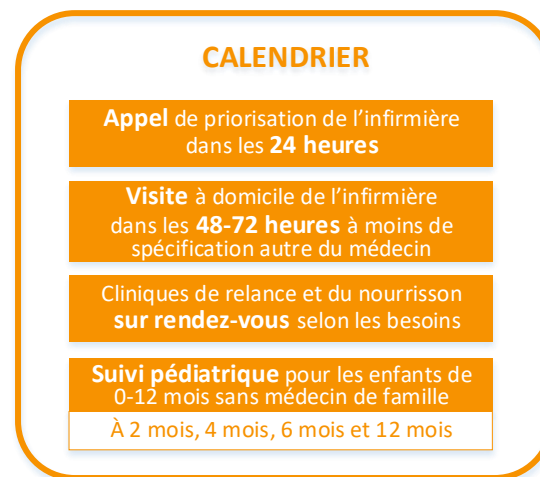 CALENDRIER
Appel de priorisation de l’infirmière
dans les 24 heures
Visite à domicile de l’infirmière
dans les 48-72 heures à moins de
spécification autre du médecin
Cliniques de relance et du nourrisson
sur rendez-vous selon les besoins
Suivi pédiatrique pour les enfants de
0-12 mois sans médecin de famille
À 2 mois, 4 mois, 6 mois et 12 mois